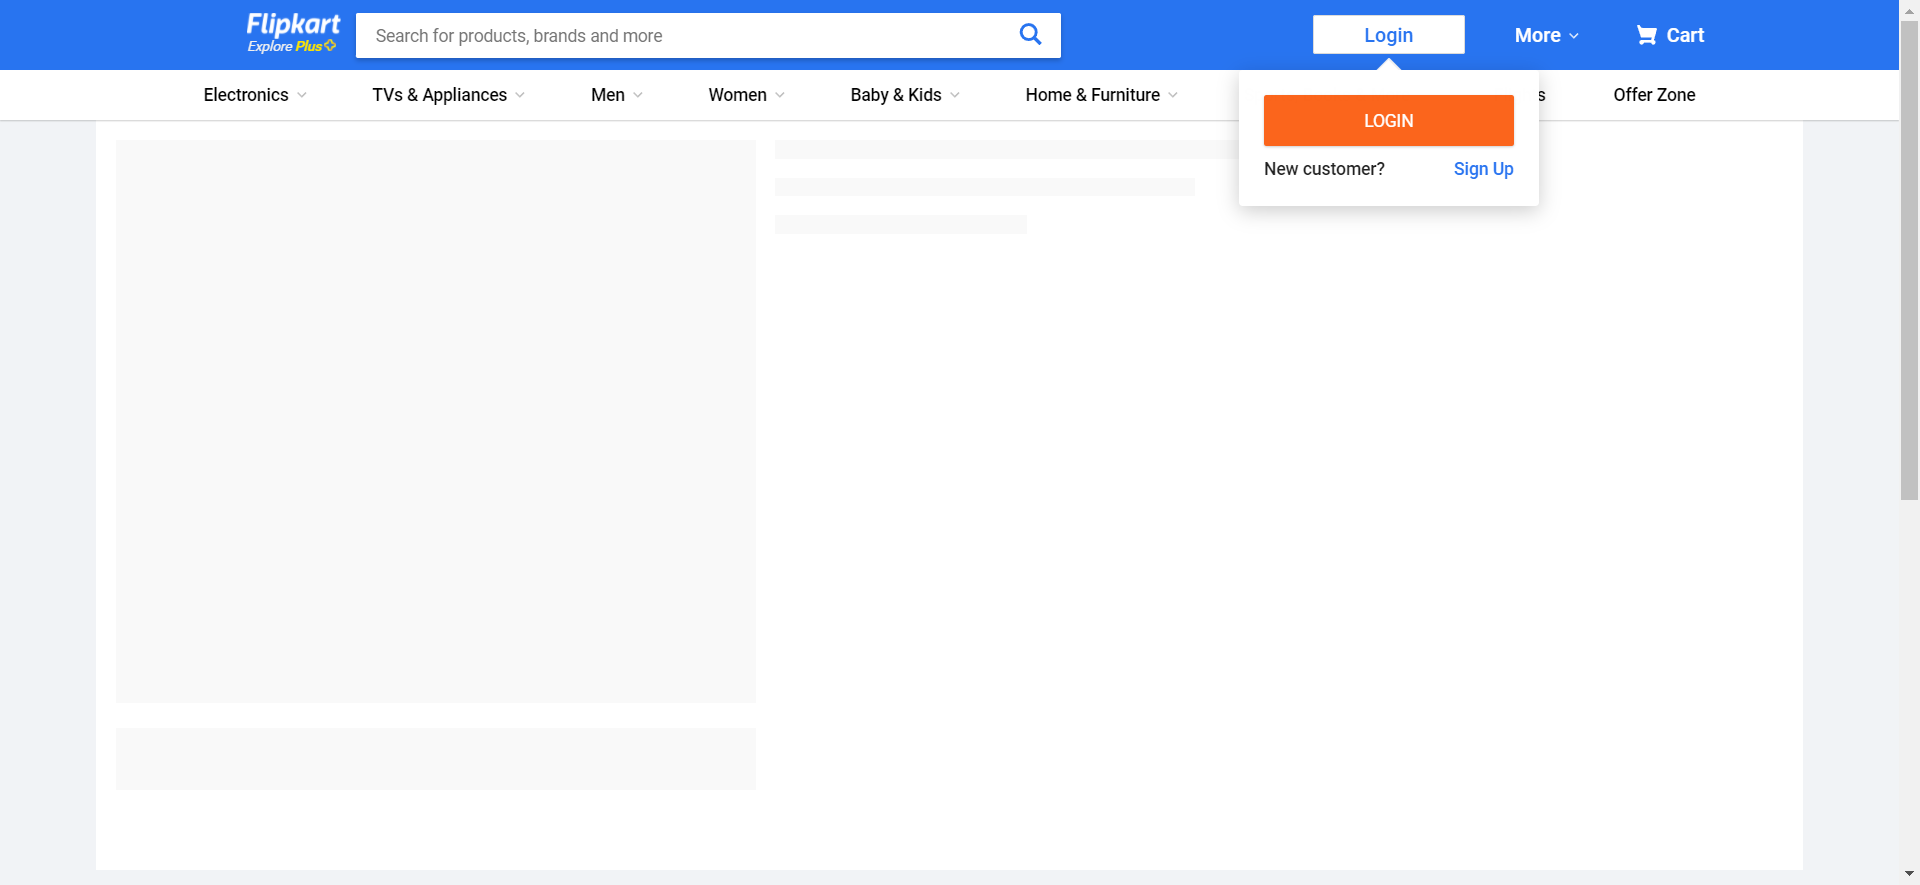 Flipkart
Explore Plus
Search for products, brands and more
Login
More
Cart
Electronics
TVs & Appliances
Men
Women
Baby & Kids
Home & Furniture
Offer Zone
LOGIN
New customer?
Sign Up